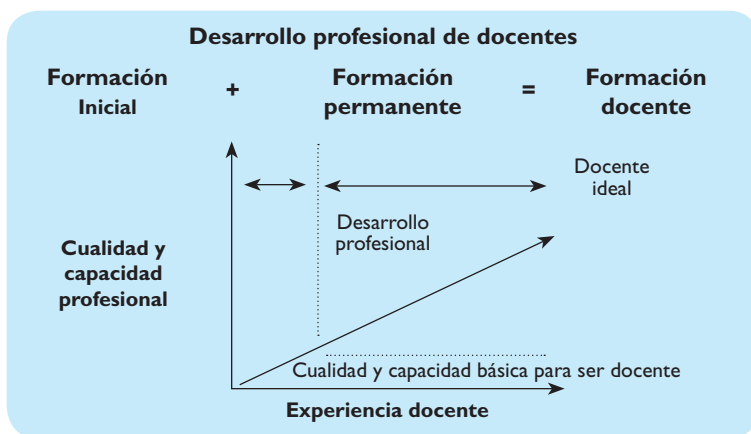 Desarrollo profesional de docentes
Formación
Inicial
+
Formación
permanente
=
Formación
docente
Docente
ideal
Desarrollo
profesional
Cualidad y
capacidad
profesional
Cualidad y capacidad básica para ser docente
Experiencia docente